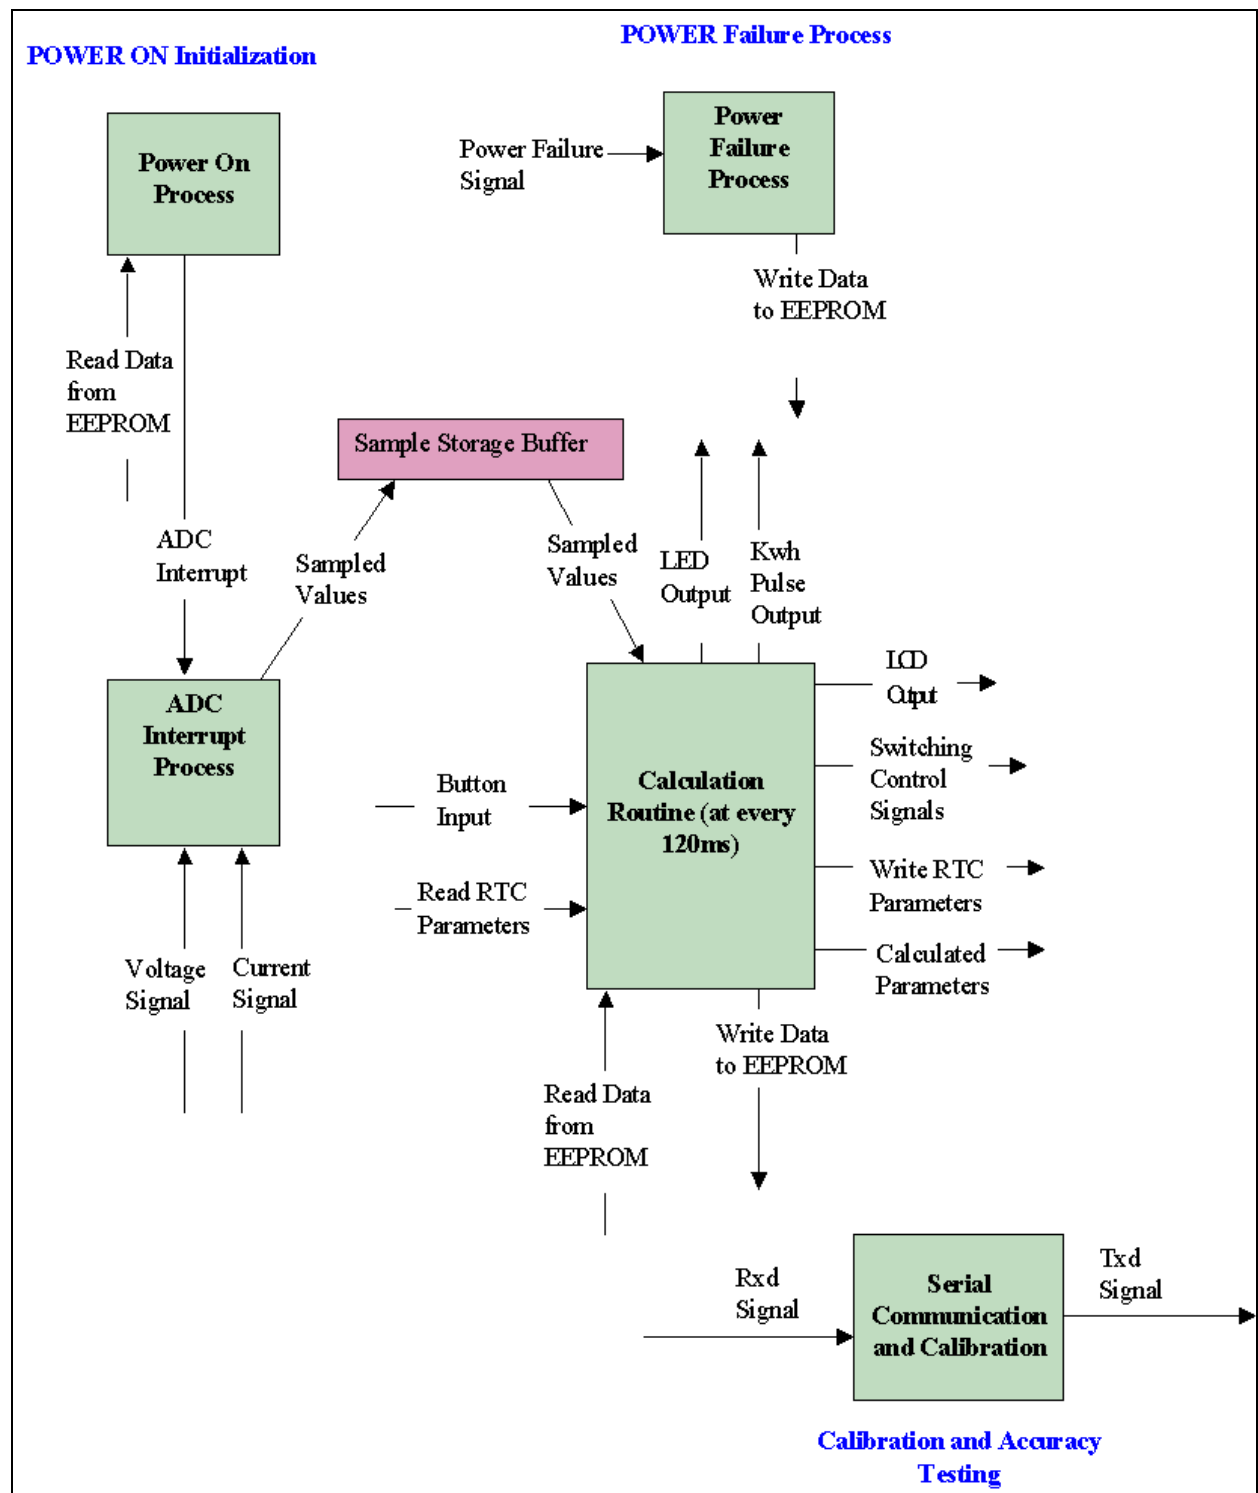 POWER ON Initialization
POWER Failure Process
Power On
Process
Power Failure
Signal
Power
Failure
Process
Write Data
to EEPROM
Read Data
from
EEPROM
Sample Storage Buffer
ADC
Interrupt
Sampled
Values
Sampled
Values
LED
Output
Kwh
Pulse
Output
ADC
Interrupt
Process
LCD
Output
Switching
Control
Signals
Button
Input
Calculation
Routine (at every
120ms)
Write RTC
Parameters
Read RTC
Parameters
Calculated
Parameters
Voltage
Signal
Current
Signal
Write Data
to EEPROM
Read Data
from
EEPROM
Rxd
Signal
Serial
Communication
and Calibration
Txd
Signal
Calibration and Accuracy
Testing